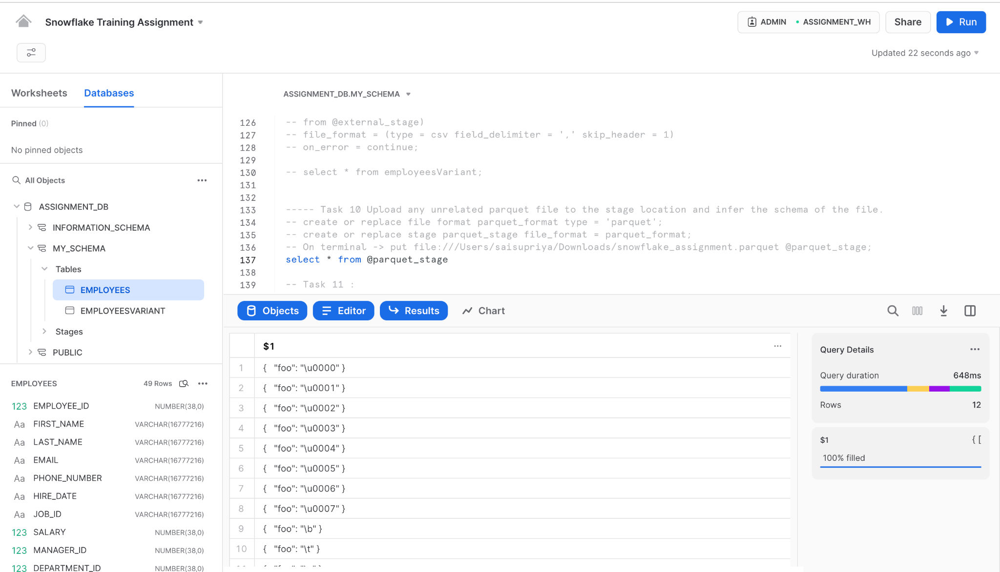 Snowflake Training Assignment
ADMIN • ASSIGNMENT_WH
Share
Run
Updated 22 seconds ago
Worksheets
Databases
Pinned (0)
No pinned objects
All Objects
ASSIGNMENT_DB
INFORMATION_SCHEMA
MY_SCHEMA
Tables
EMPLOYEES
EMPLOYEESVARIANT
Stages
PUBLIC
EMPLOYEES 49 Rows
123 EMPLOYEE_ID NUMBER(38,0)
Aa FIRST_NAME VARCHAR(16777216)
Aa LAST_NAME VARCHAR(16777216)
Aa EMAIL VARCHAR(16777216)
Aa PHONE_NUMBER VARCHAR(16777216)
Aa HIRE_DATE VARCHAR(16777216)
Aa JOB_ID VARCHAR(16777216)
123 SALARY NUMBER(38,0)
123 MANAGER_ID NUMBER(38,0)
123 DEPARTMENT_ID NUMBER(38,0)
ASSIGNMENT_DB.MY_SCHEMA
126 -- from @external_stage)
127 -- file_format = (type = csv field_delimiter = ',' skip_header = 1)
128 -- on_error = continue;
129
130 -- select * from employeesVariant;
131
132
133 ----- Task 10 Upload any unrelated parquet file to the stage location and infer the schema of the file.
134 -- create or replace file format parquet_format type = 'parquet';
135 -- create or replace stage parquet_stage file_format = parquet_format;
136 -- On terminal -> put file:///Users/saisupriya/Downloads/snowflake_assignment.parquet @parquet_stage;
137 select * from @parquet_stage
138
139 -- Task 11 :
Objects
Editor
Results
Chart
$1
1 { "foo": "\u0000" }
2 { "foo": "\u0001" }
3 { "foo": "\u0002" }
4 { "foo": "\u0003" }
5 { "foo": "\u0004" }
6 { "foo": "\u0005" }
7 { "foo": "\u0006" }
8 { "foo": "\u0007" }
9 { "foo": "\b" }
10 { "foo": "\t" }
Query Details
Query duration 648ms
Rows 12
$1 { [
100% filled